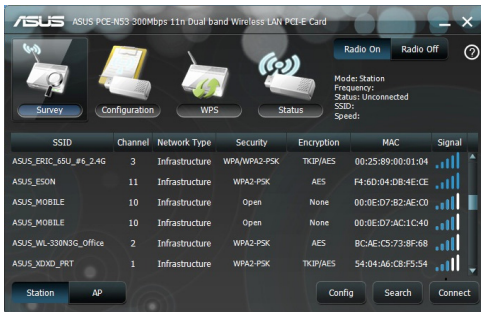 ASUS ASUS PCE-N53 300Mbps 11n Dual band Wireless LAN PCI-E Card
Radio On Radio Off
Mode: Station
Frequency:
Status: Unconnected
SSID:
Speed:
Survey Configuration WPS Status
SSID Channel Network Type Security Encryption MAC Signal
ASUS_ERIC_65U_#6_2.4G 3 Infrastructure WPA/WPA2-PSK TKIP/AES 00:25:89:00:01:04
ASUS_ESON 11 Infrastructure WPA2-PSK AES F4:6D:04:DB:4E:CE
ASUS_MOBILE 10 Infrastructure Open None 00:0E:D7:B2:AE:C0
ASUS_MOBILE 10 Infrastructure Open None 00:0E:D7:AC:1C:40
ASUS_WL-330N3G_Office 2 Infrastructure WPA2-PSK AES BC:AE:C5:73:8F:68
ASUS_XDXD_PRT 1 Infrastructure WPA2-PSK TKIP/AES 54:04:A6:C8:F5:54
Station AP Config Search Connect